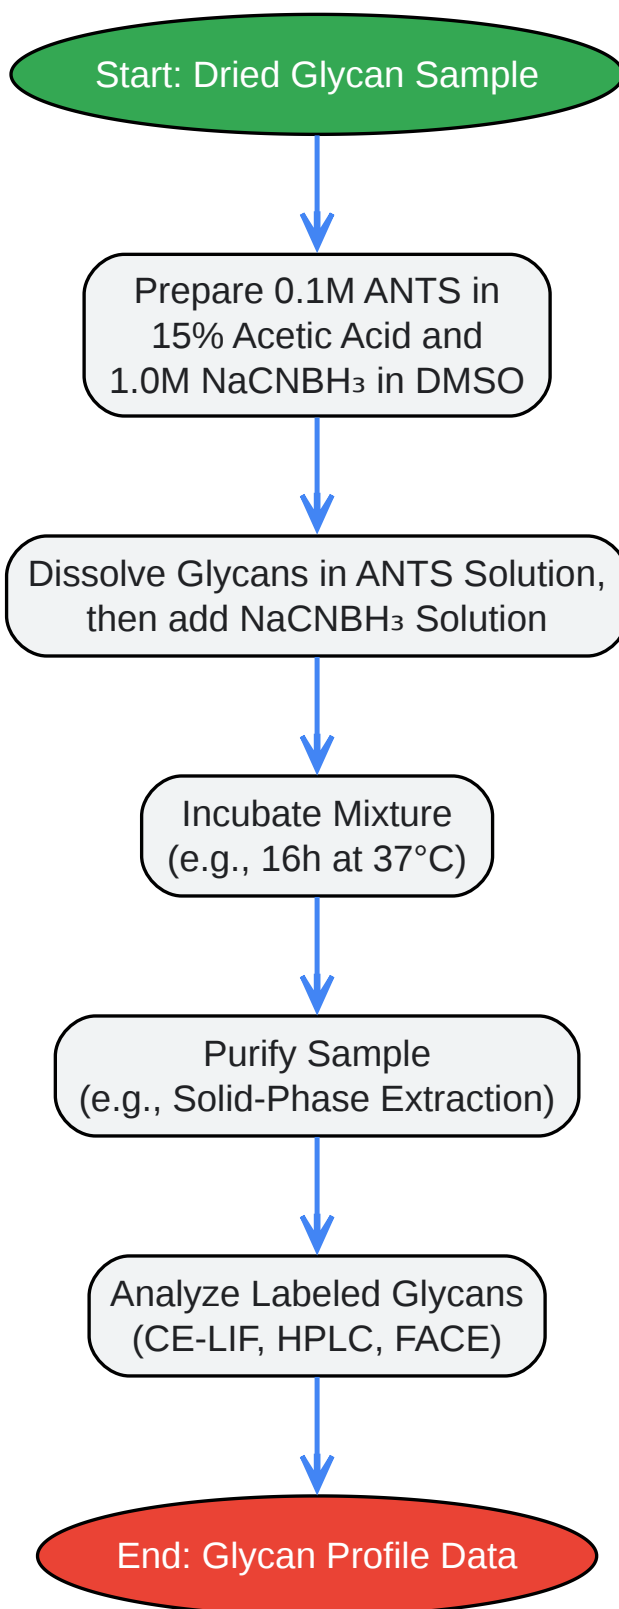 Start: Dried Glycan Sample
Prepare 0.1M ANTS in
15% Acetic Acid and
1.0M NaCNBH₃ in DMSO
Dissolve Glycans in ANTS Solution,
then add NaCNBH₃ Solution
Incubate Mixture
(e.g., 16h at 37°C)
Purify Sample
(e.g., Solid-Phase Extraction)
Analyze Labeled Glycans
(CE-LIF, HPLC, FACE)
End: Glycan Profile Data